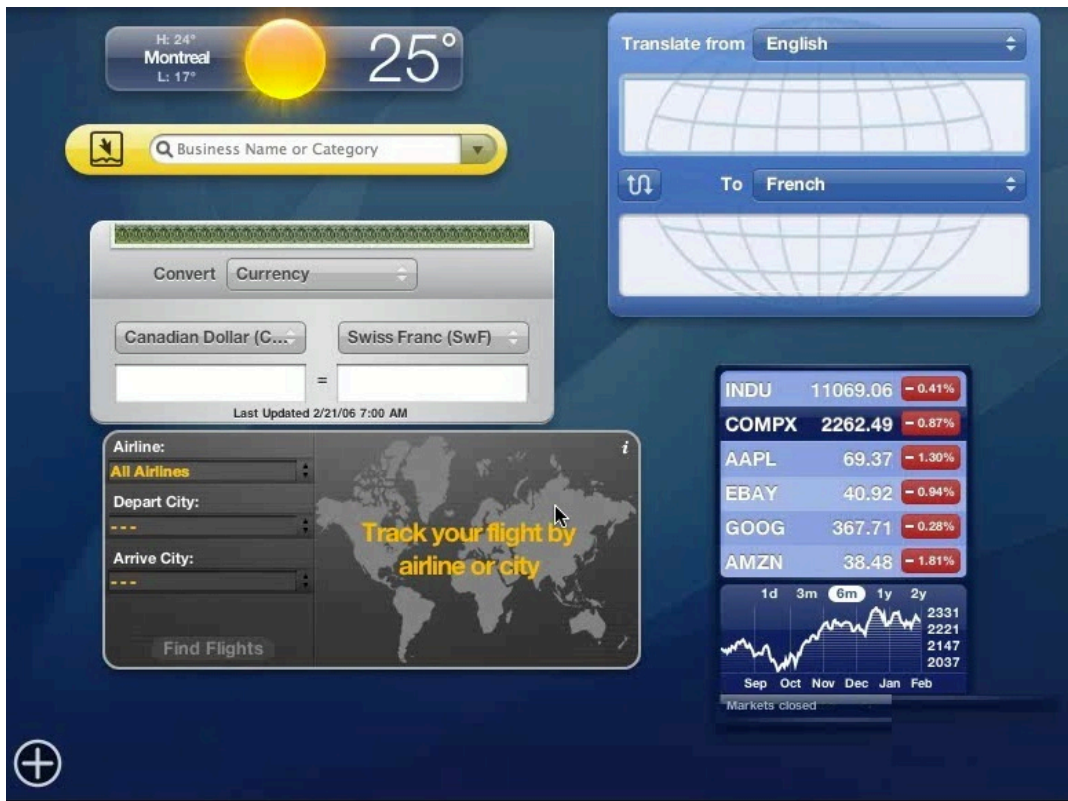 H: 24°
Montreal
L: 17°
25°
Business Name or Category
Translate from English
To French
Convert Currency
Canadian Dollar (C...
Swiss Franc (SwF)
=
Last Updated 2/21/06 7:00 AM
Airline:
All Airlines
Depart City:
---
Arrive City:
---
Find Flights
i
Track your flight by
airline or city
INDU 11069.06 -0.41%
COMPX 2262.49 -0.87%
AAPL 69.37 -1.30%
EBAY 40.92 -0.94%
GOOG 367.71 -0.28%
AMZN 38.48 -1.81%
1d 3m 6m 1y 2y
2331
2221
2147
2037
Sep Oct Nov Dec Jan Feb
Markets closed